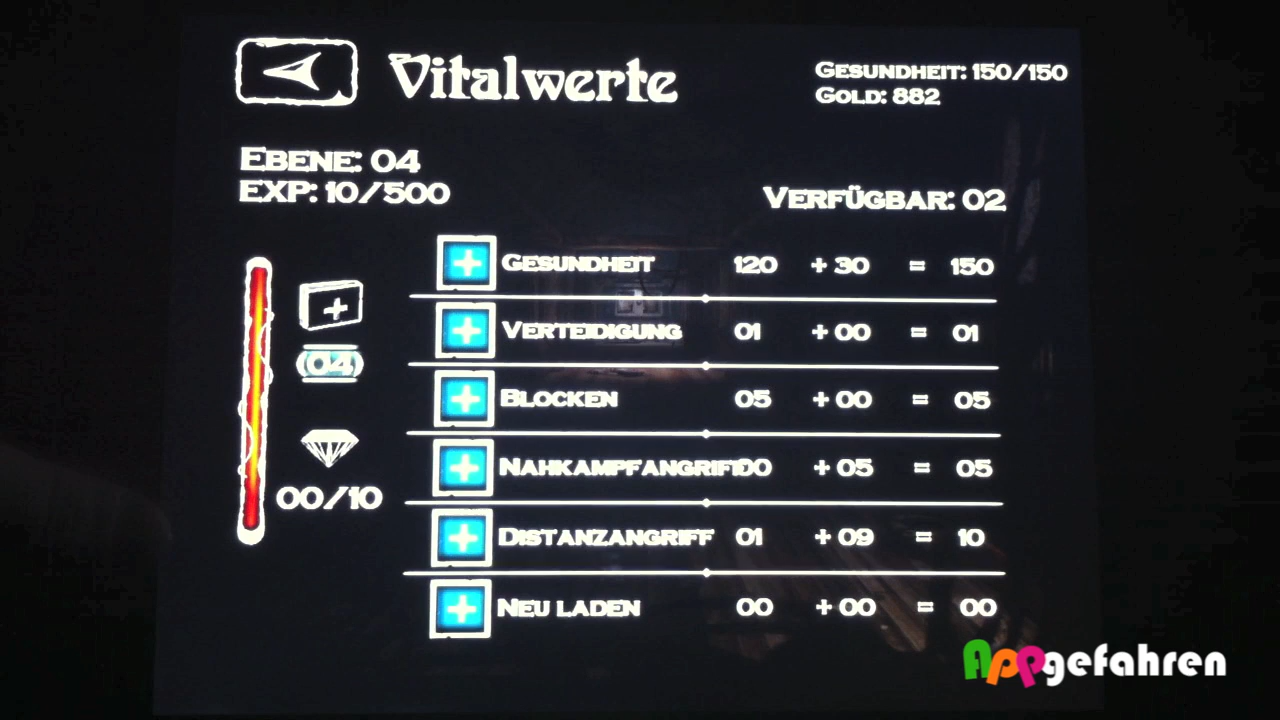 Vitalwerte
Gesundheit: 150/150
Gold: 882
Ebene: 04
EXP: 10/500
Verfügbar: 02
Gesundheit 120 + 30 = 150
Verteidigung 01 + 00 = 01
Blocken 05 + 00 = 05
04
Nahkampfangriff 00 + 05 = 05
00/10
Distanzangriff 01 + 09 = 10
Neu laden 00 + 00 = 00
Appgefahren